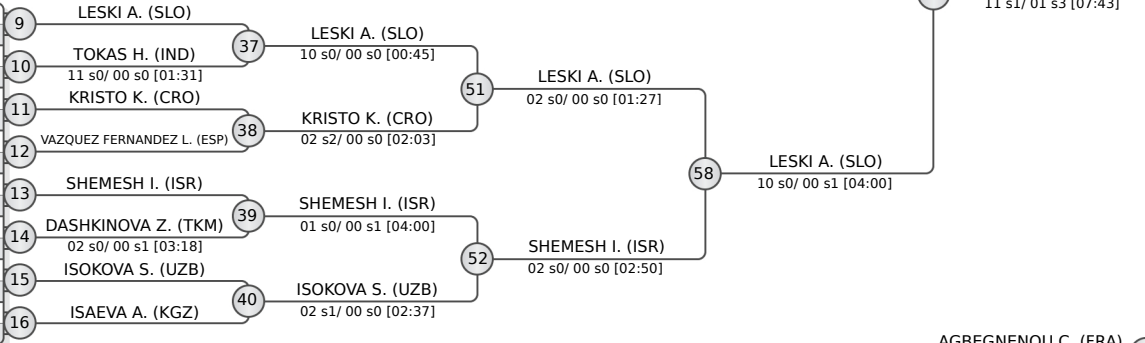 11 s1/ 01 s3 [07:43]
9
LESKI A. (SLO)
37
LESKI A. (SLO)
10 s0/ 00 s0 [00:45]
10
TOKAS H. (IND)
11 s0/ 00 s0 [01:31]
51
LESKI A. (SLO)
02 s0/ 00 s0 [01:27]
11
KRISTO K. (CRO)
38
KRISTO K. (CRO)
02 s2/ 00 s0 [02:03]
12
VAZQUEZ FERNANDEZ L. (ESP)
58
LESKI A. (SLO)
10 s0/ 00 s1 [04:00]
13
SHEMESH I. (ISR)
39
SHEMESH I. (ISR)
01 s0/ 00 s1 [04:00]
14
DASHKINOVA Z. (TKM)
02 s0/ 00 s1 [03:18]
52
SHEMESH I. (ISR)
02 s0/ 00 s0 [02:50]
15
ISOKOVA S. (UZB)
40
ISOKOVA S. (UZB)
02 s1/ 00 s0 [02:37]
16
ISAEVA A. (KGZ)
AGBEGNENOU C. (FRA)